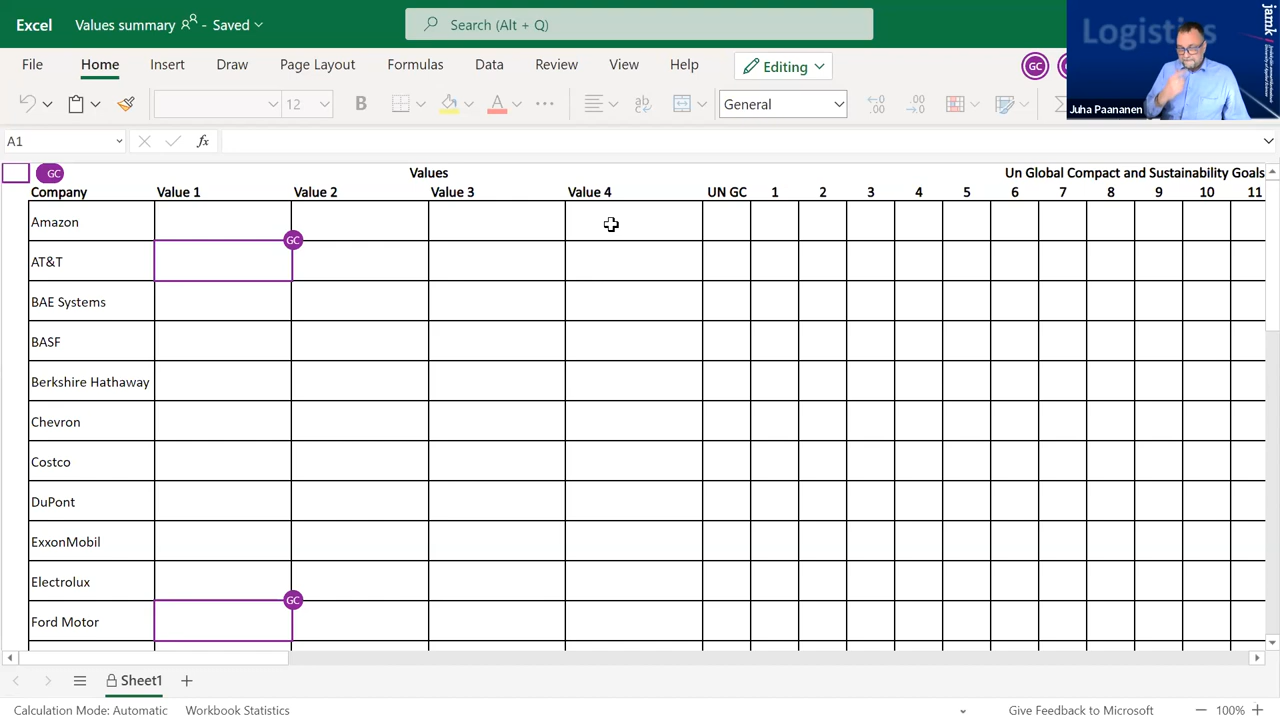 Excel
Values summary - Saved
Search (Alt + Q)
Logistics
jamk
Juha Paananen
File Home Insert Draw Page Layout Formulas Data Review View Help Editing GC
12 B A General
A1 fx
GC Values Un Global Compact and Sustainability Goals
Company Value 1 Value 2 Value 3 Value 4 UN GC 1 2 3 4 5 6 7 8 9 10 11
Amazon
GC
AT&T
BAE Systems
BASF
Berkshire Hathaway
Chevron
Costco
DuPont
ExxonMobil
Electrolux
GC
Ford Motor
Sheet1
Calculation Mode: Automatic Workbook Statistics Give Feedback to Microsoft 100%